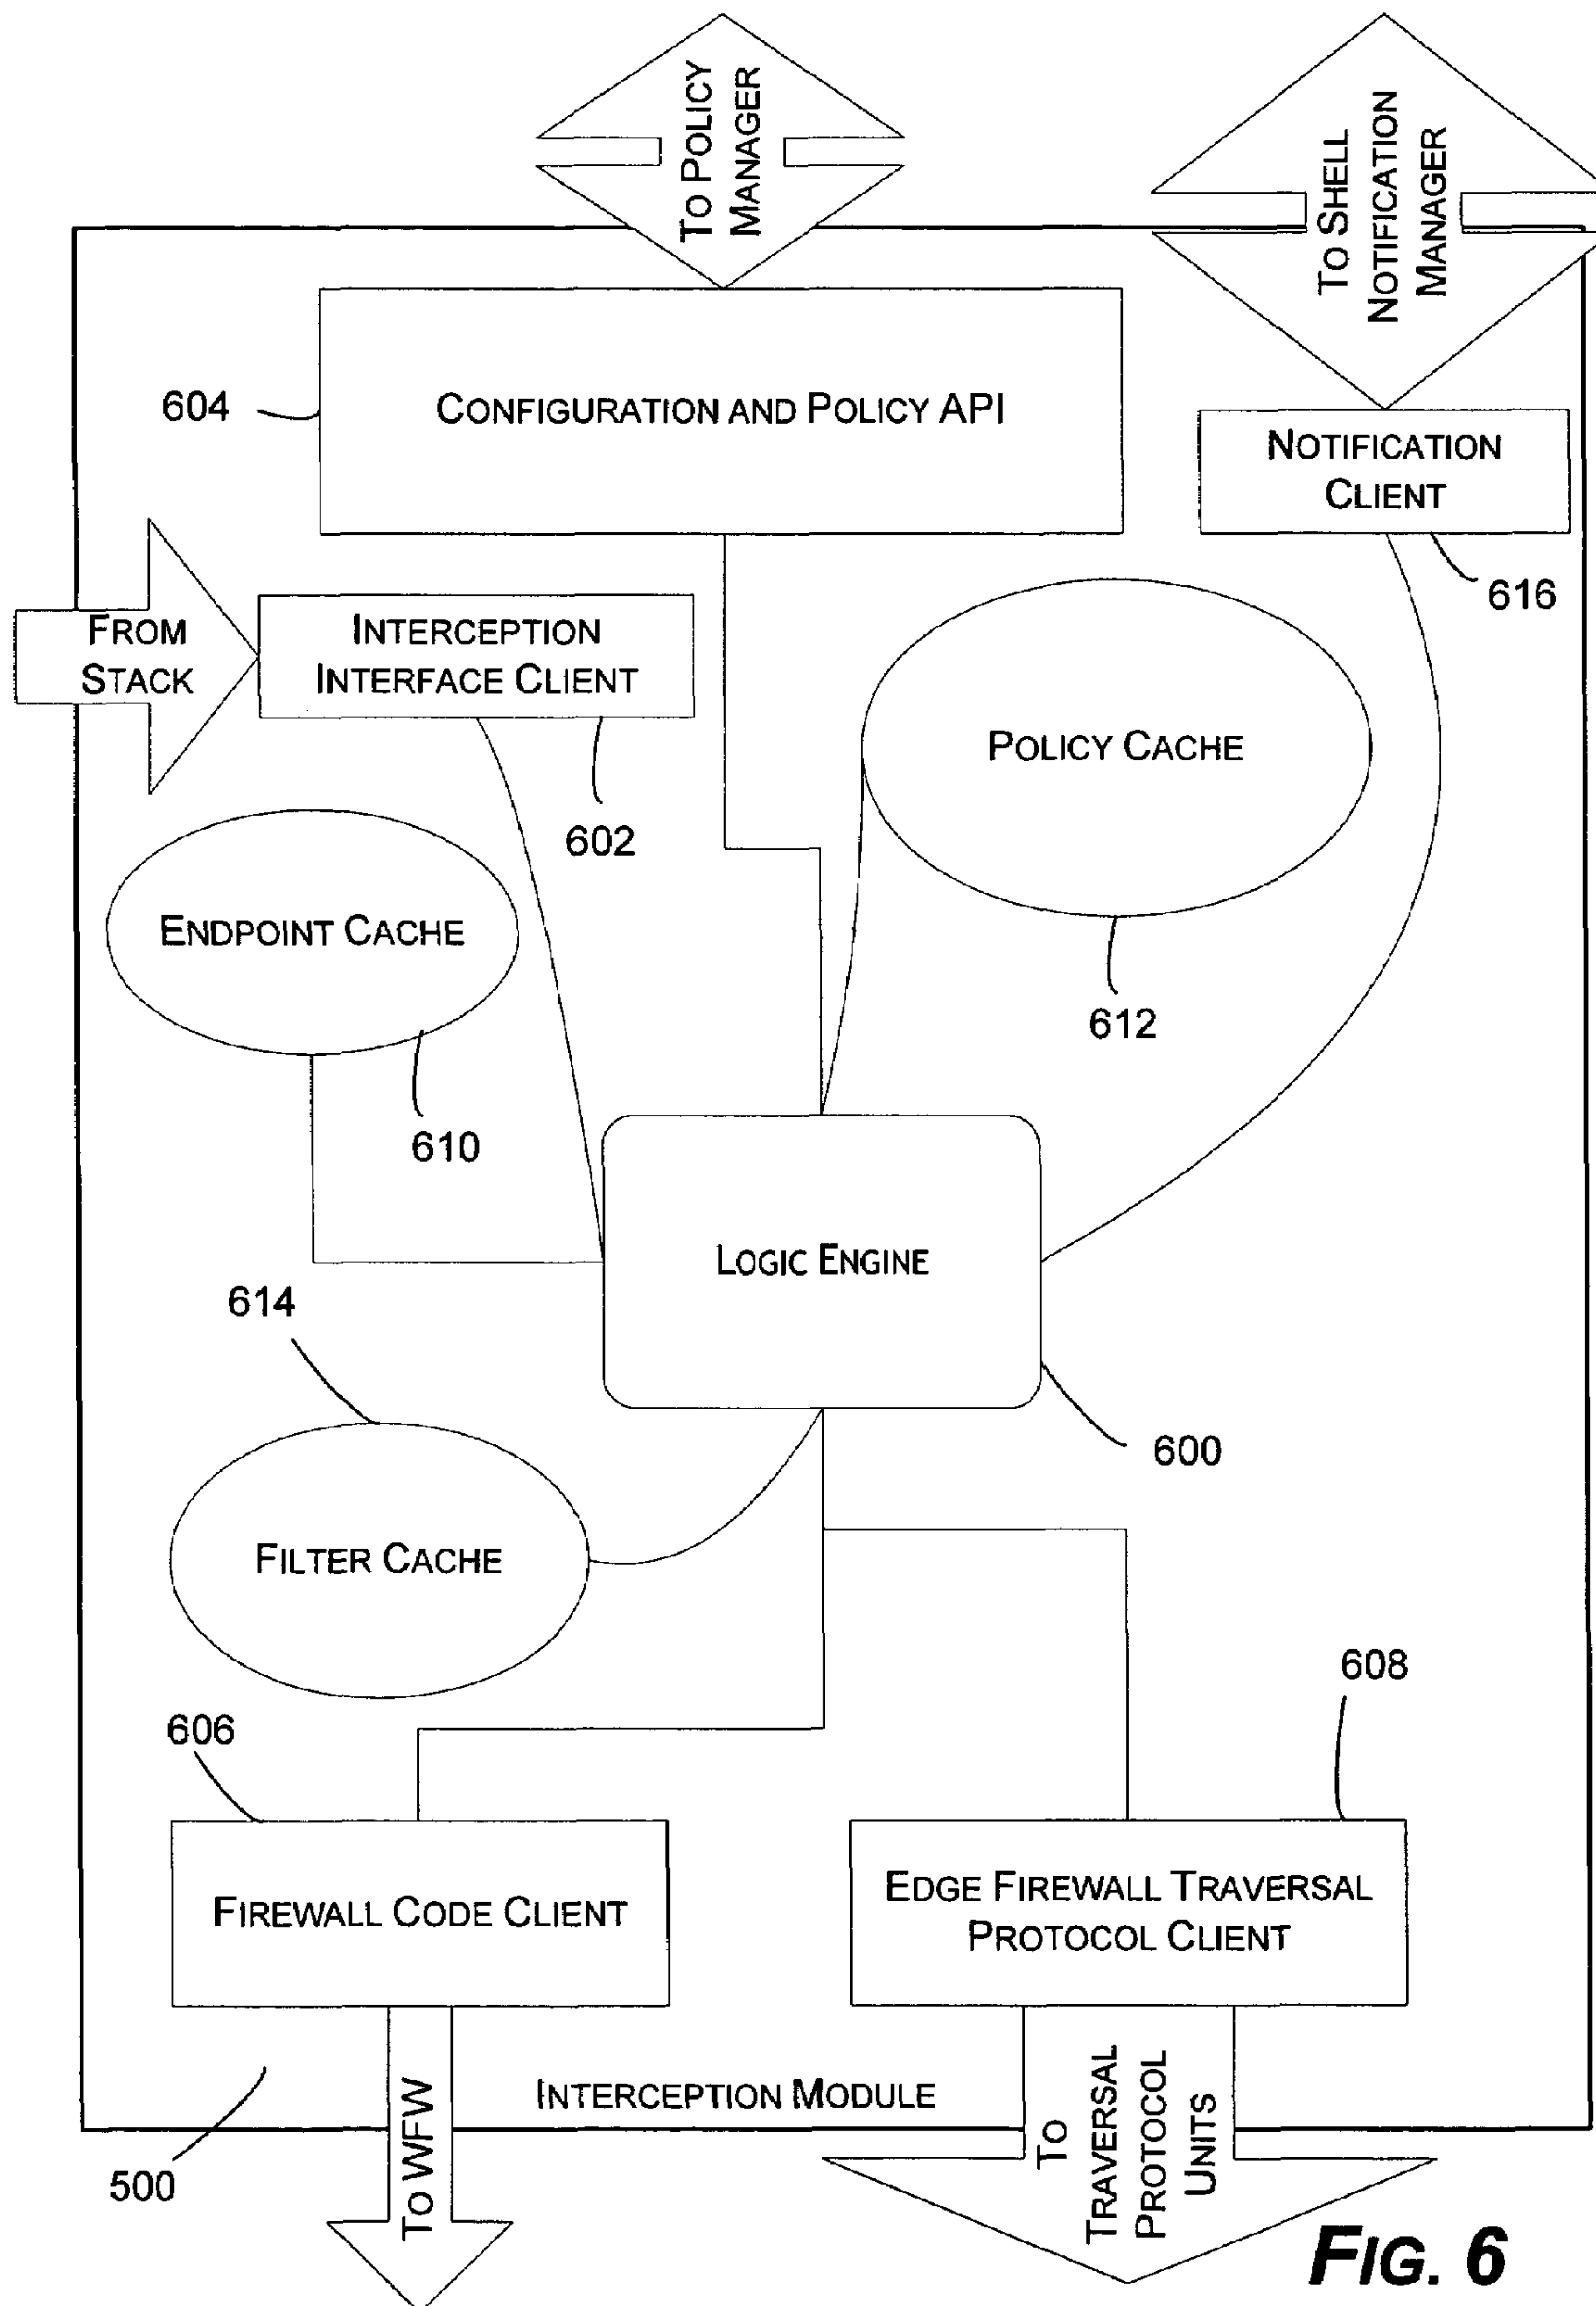 TO POLICY
MANAGER
TO SHELL
NOTIFICATION
MANAGER
604
CONFIGURATION AND POLICY API
NOTIFICATION
CLIENT
616
FROM
STACK
INTERCEPTION
INTERFACE CLIENT
602
POLICY CACHE
612
ENDPOINT CACHE
610
LOGIC ENGINE
600
614
FILTER CACHE
606
608
FIREWALL CODE CLIENT
EDGE FIREWALL TRAVERSAL
PROTOCOL CLIENT
INTERCEPTION MODULE
500
TO WFW
TO
TRAVERSAL
PROTOCOL
UNITS
FIG. 6